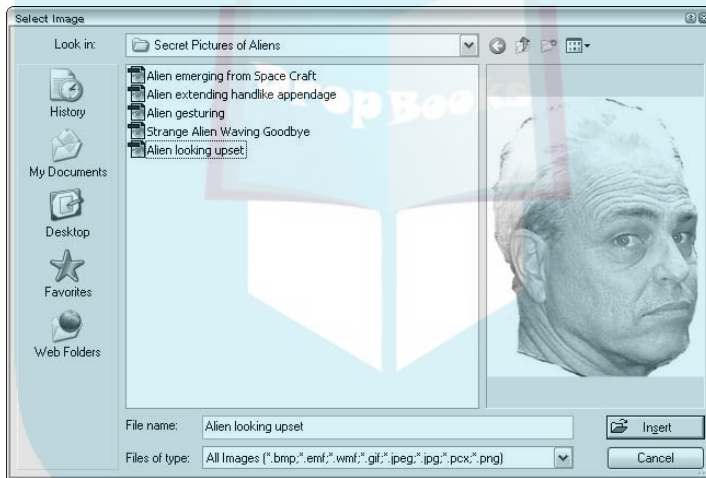 Select Image
Look in:
Secret Pictures of Aliens
History
My Documents
Desktop
Favorites
Web Folders
Alien emerging from Space Craft
Alien extending handlike appendage
Alien gesturing
Strange Alien Waving Goodbye
Alien looking upset
PropBooks
File name:
Alien looking upset
Insert
Files of type:
All Images (*.bmp;*.emf;*.wmf;*.gif;*.jpeg;*.jpg;*.pcx;*.png)
Cancel